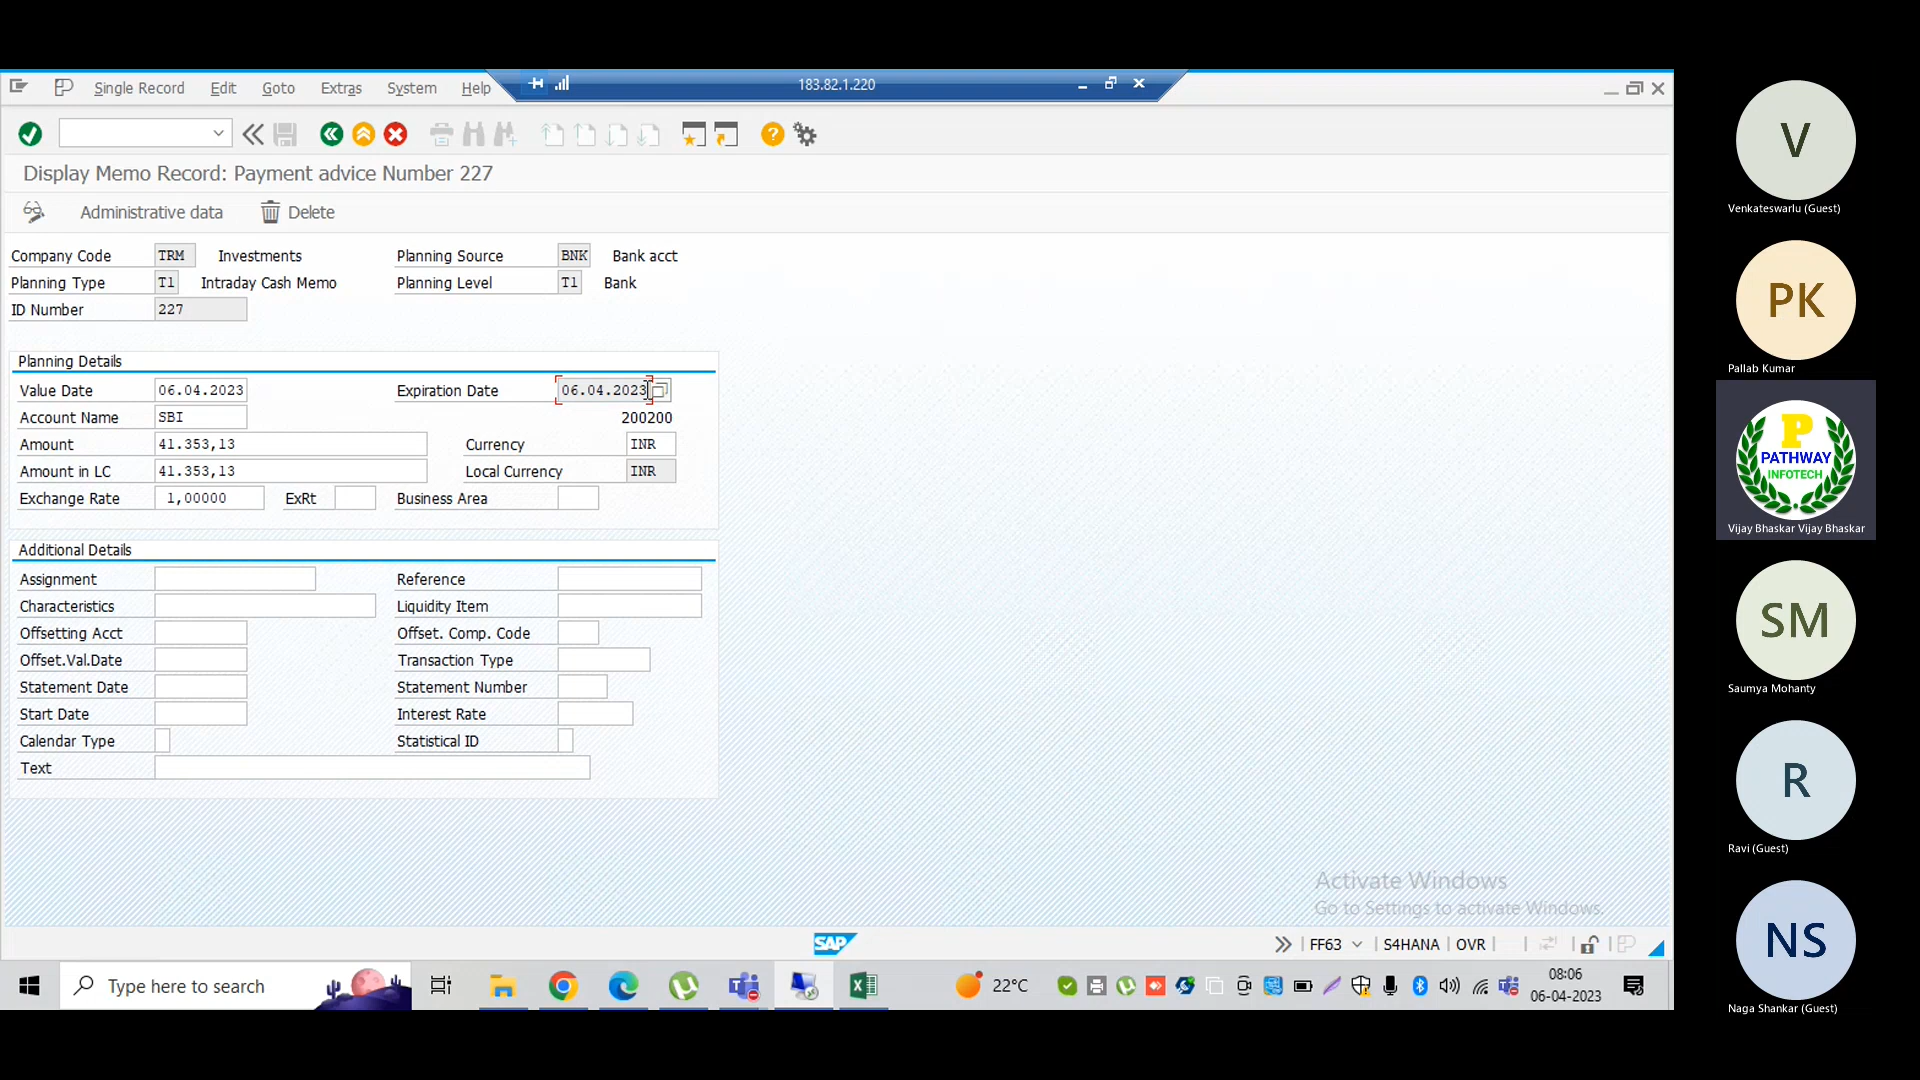 Single Record Edit Goto Extras System Help
183.82.1.220
Display Memo Record: Payment advice Number 227
Administrative data Delete
Company Code TRM Investments Planning Source BNK Bank acct
Planning Type T1 Intraday Cash Memo Planning Level T1 Bank
ID Number 227
Planning Details
Value Date 06.04.2023 Expiration Date 06.04.2023
Account Name SBI 200200
Amount 41.353,13 Currency INR
Amount in LC 41.353,13 Local Currency INR
Exchange Rate 1,00000 ExRt Business Area
Additional Details
Assignment Reference
Characteristics Liquidity Item
Offsetting Acct Offset. Comp. Code
Offset.Val.Date Transaction Type
Statement Date Statement Number
Start Date Interest Rate
Calendar Type Statistical ID
Text
Activate Windows
Go to Settings to activate Windows.
SAP FF63 S4HANA OVR
Type here to search 22°C 08:06
06-04-2023
V
Venkateswarlu (Guest)
PK
Pallab Kumar
P
PATHWAY
INFOTECH
Vijay Bhaskar Vijay Bhaskar
SM
Saumya Mohanty
R
Ravi (Guest)
NS
Naga Shankar (Guest)